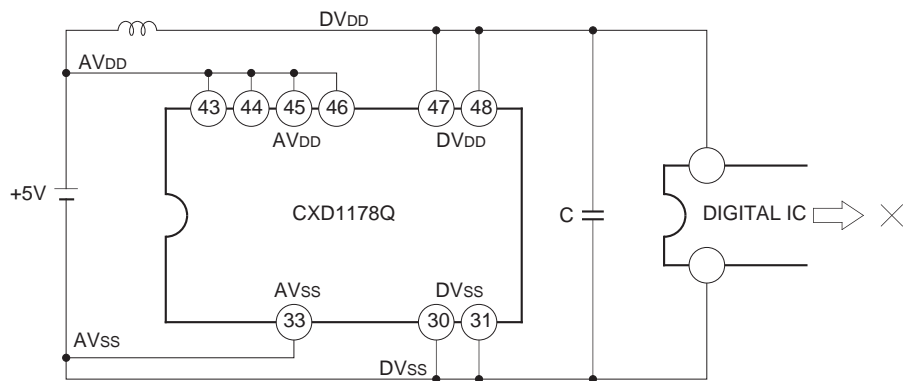 DVDD
AVDD
43 44 45 46 47 48
AVDD DVDD
+5V
CXD1178Q
C
DIGITAL IC
AVSS DVSS
33 30 31
AVSS
DVSS